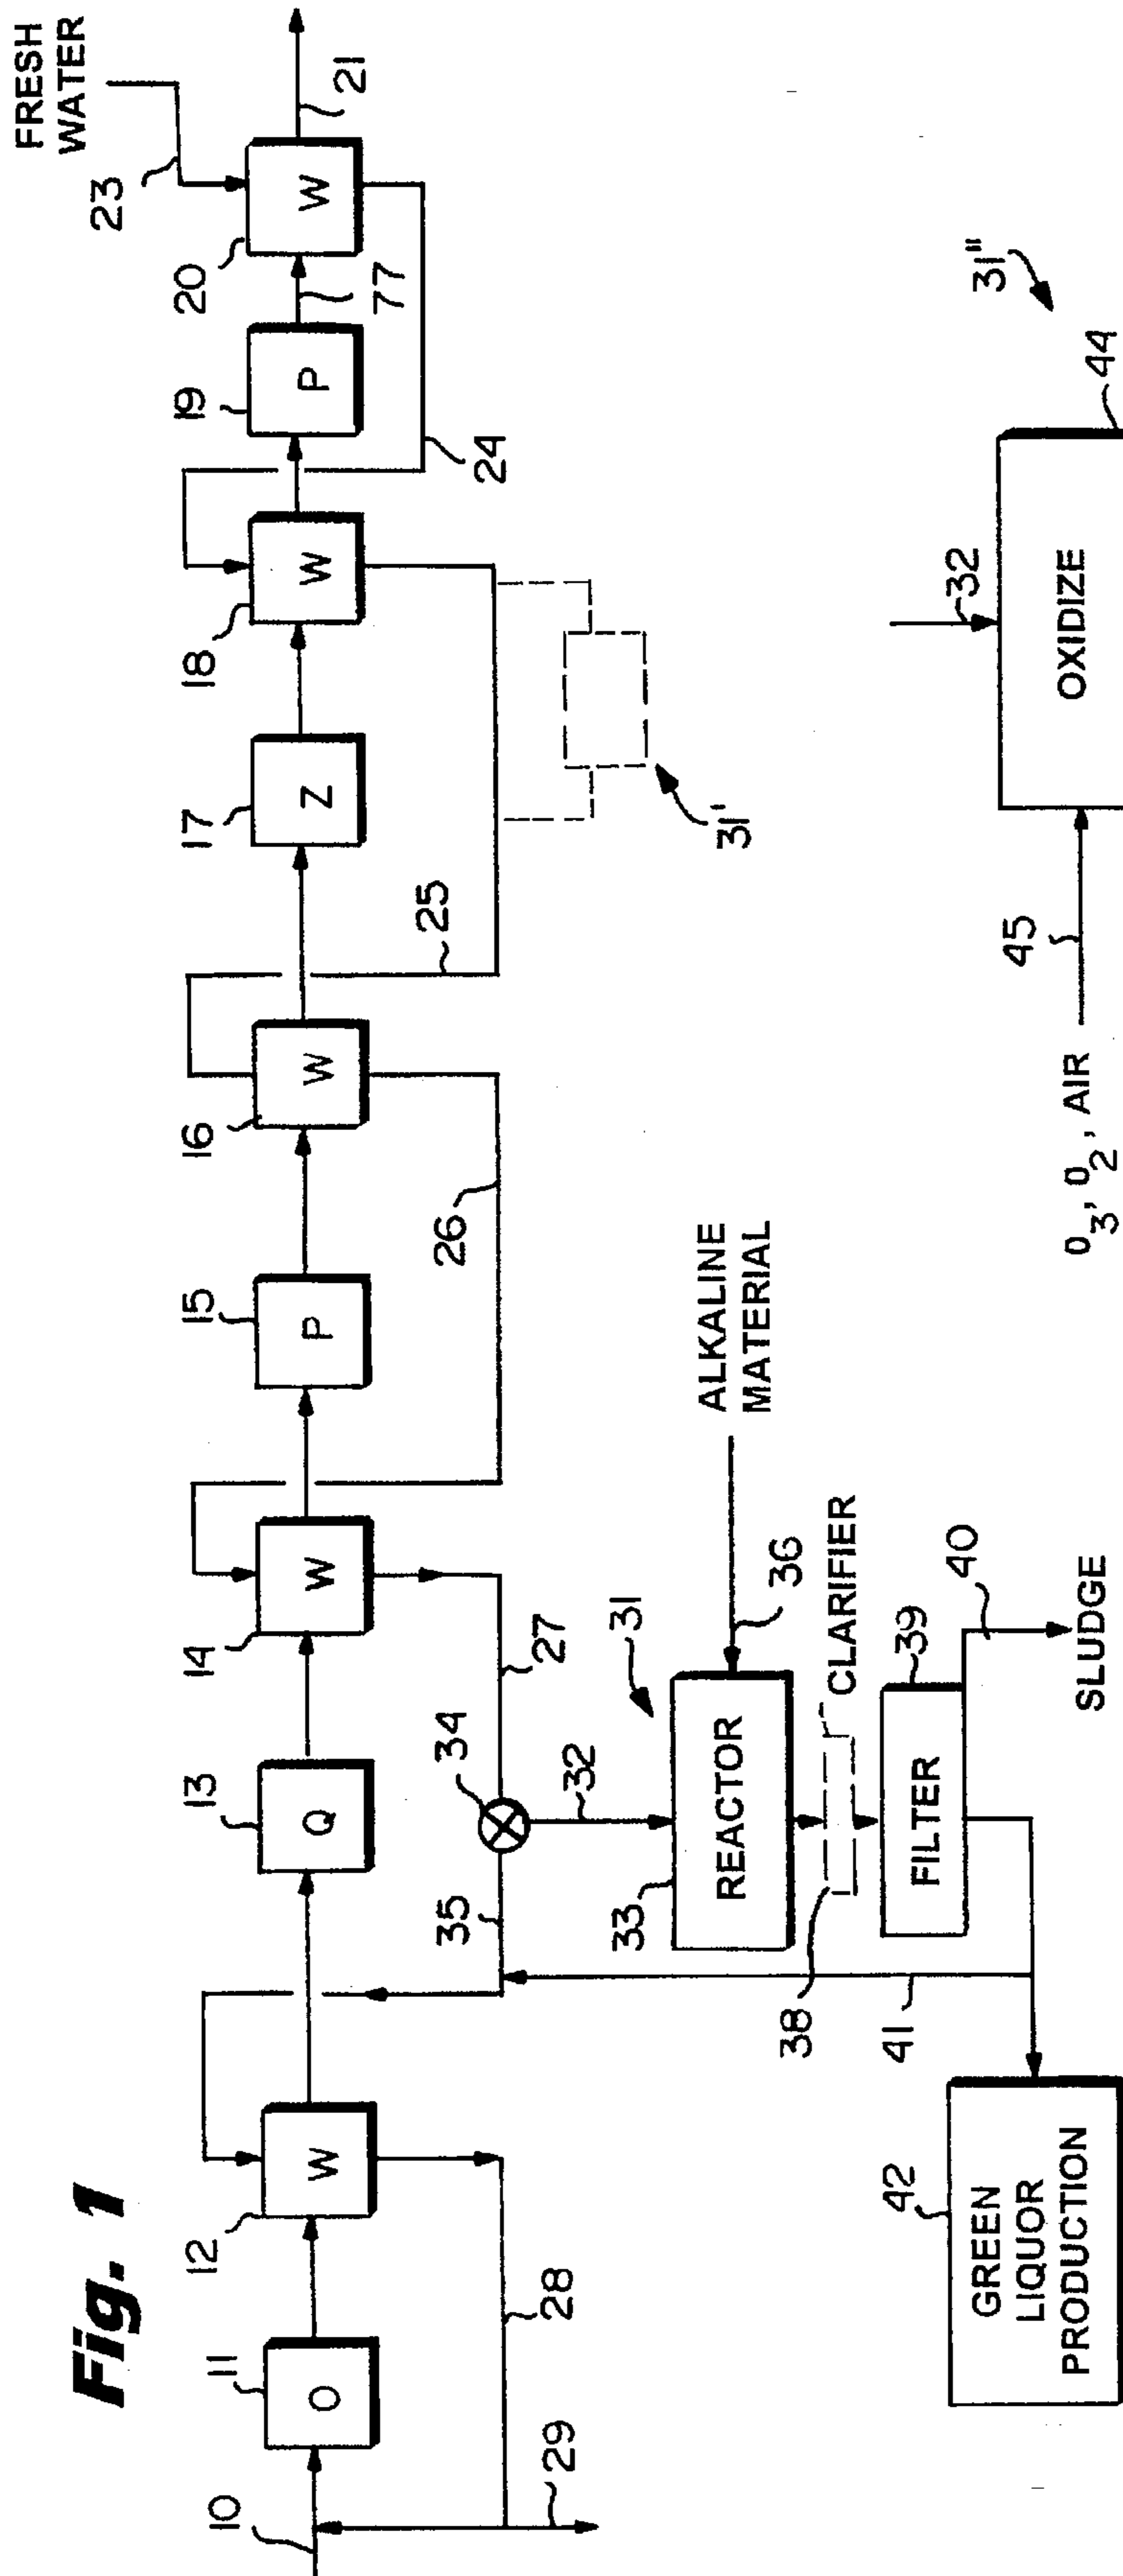 Fig. 1
FRESH
WATER
10
11
O
12
W
13
Q
14
W
15
P
16
W
17
Z
18
W
19
P
77
20
W
21
23
24
25
26
27
28
29
31'
34
35
32
31
33
REACTOR
36
ALKALINE
MATERIAL
38
CLARIFIER
39
FILTER
40
SLUDGE
41
42
GREEN
LIQUOR
PRODUCTION
31"
32
44
OXIDIZE
45
O3, O2, AIR